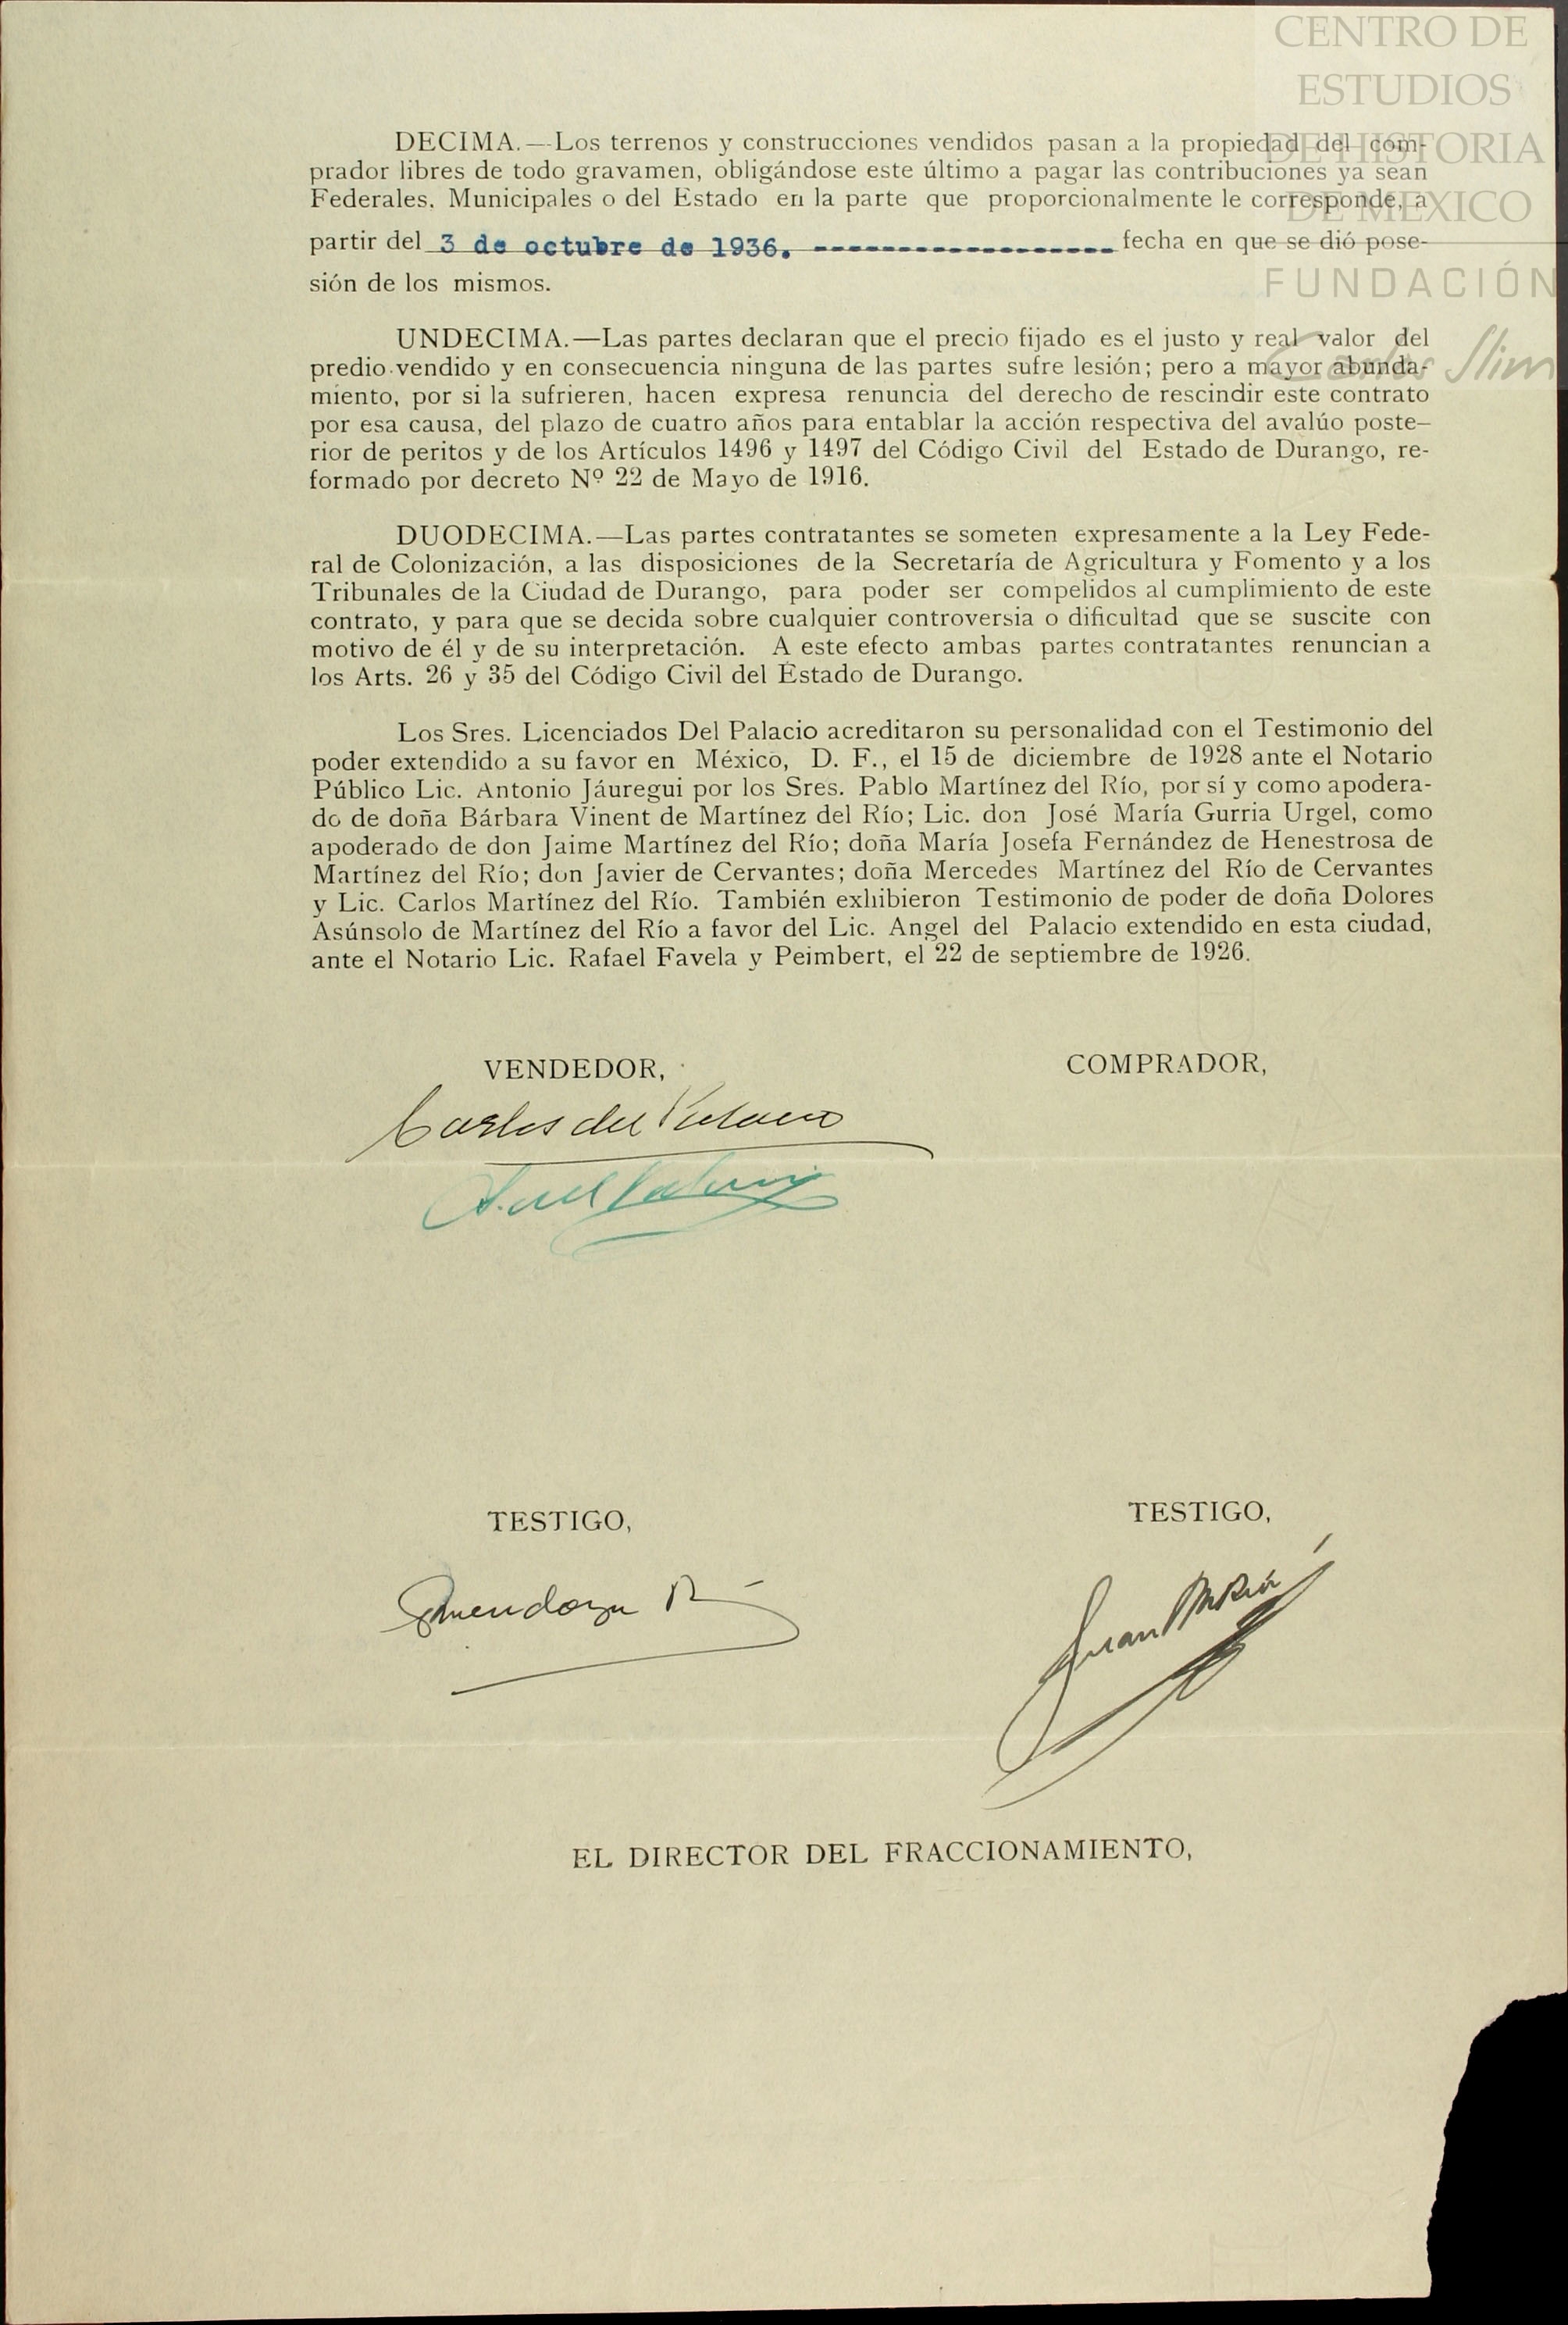 CENTRO DE
ESTUDIOS
DE HISTORIA
DE MEXICO
FUNDACIÓN
Carlos Slim
DECIMA.—Los terrenos y construcciones vendidos pasan a la propiedad del com-
prador libres de todo gravamen, obligándose este último a pagar las contribuciones ya sean
Federales, Municipales o del Estado en la parte que proporcionalmente le corresponde, a
partir del 3 de octubre de 1936. ------------------ fecha en que se dió pose-
sión de los mismos.
UNDECIMA.—Las partes declaran que el precio fijado es el justo y real valor del
predio vendido y en consecuencia ninguna de las partes sufre lesión; pero a mayor abunda-
miento, por si la sufrieren, hacen expresa renuncia del derecho de rescindir este contrato
por esa causa, del plazo de cuatro años para entablar la acción respectiva del avalúo poste-
rior de peritos y de los Artículos 1496 y 1497 del Código Civil del Estado de Durango, re-
formado por decreto Nº 22 de Mayo de 1916.
DUODECIMA.—Las partes contratantes se someten expresamente a la Ley Fede-
ral de Colonización, a las disposiciones de la Secretaría de Agricultura y Fomento y a los
Tribunales de la Ciudad de Durango, para poder ser compelidos al cumplimiento de este
contrato, y para que se decida sobre cualquier controversia o dificultad que se suscite con
motivo de él y de su interpretación. A este efecto ambas partes contratantes renuncian a
los Arts. 26 y 35 del Código Civil del Estado de Durango.
Los Sres. Licenciados Del Palacio acreditaron su personalidad con el Testimonio del
poder extendido a su favor en México, D. F., el 15 de diciembre de 1928 ante el Notario
Público Lic. Antonio Jáuregui por los Sres. Pablo Martínez del Río, por sí y como apodera-
do de doña Bárbara Vinent de Martínez del Río; Lic. don José María Gurria Urgel, como
apoderado de don Jaime Martínez del Río; doña María Josefa Fernández de Henestrosa de
Martínez del Río; don Javier de Cervantes; doña Mercedes Martínez del Río de Cervantes
y Lic. Carlos Martínez del Río. También exhibieron Testimonio de poder de doña Dolores
Asúnsolo de Martínez del Río a favor del Lic. Angel del Palacio extendido en esta ciudad,
ante el Notario Lic. Rafael Favela y Peimbert, el 22 de septiembre de 1926.
VENDEDOR,
COMPRADOR,
Carlos del Palacio
A. del Palacio
TESTIGO,
TESTIGO,
Juan
EL DIRECTOR DEL FRACCIONAMIENTO,